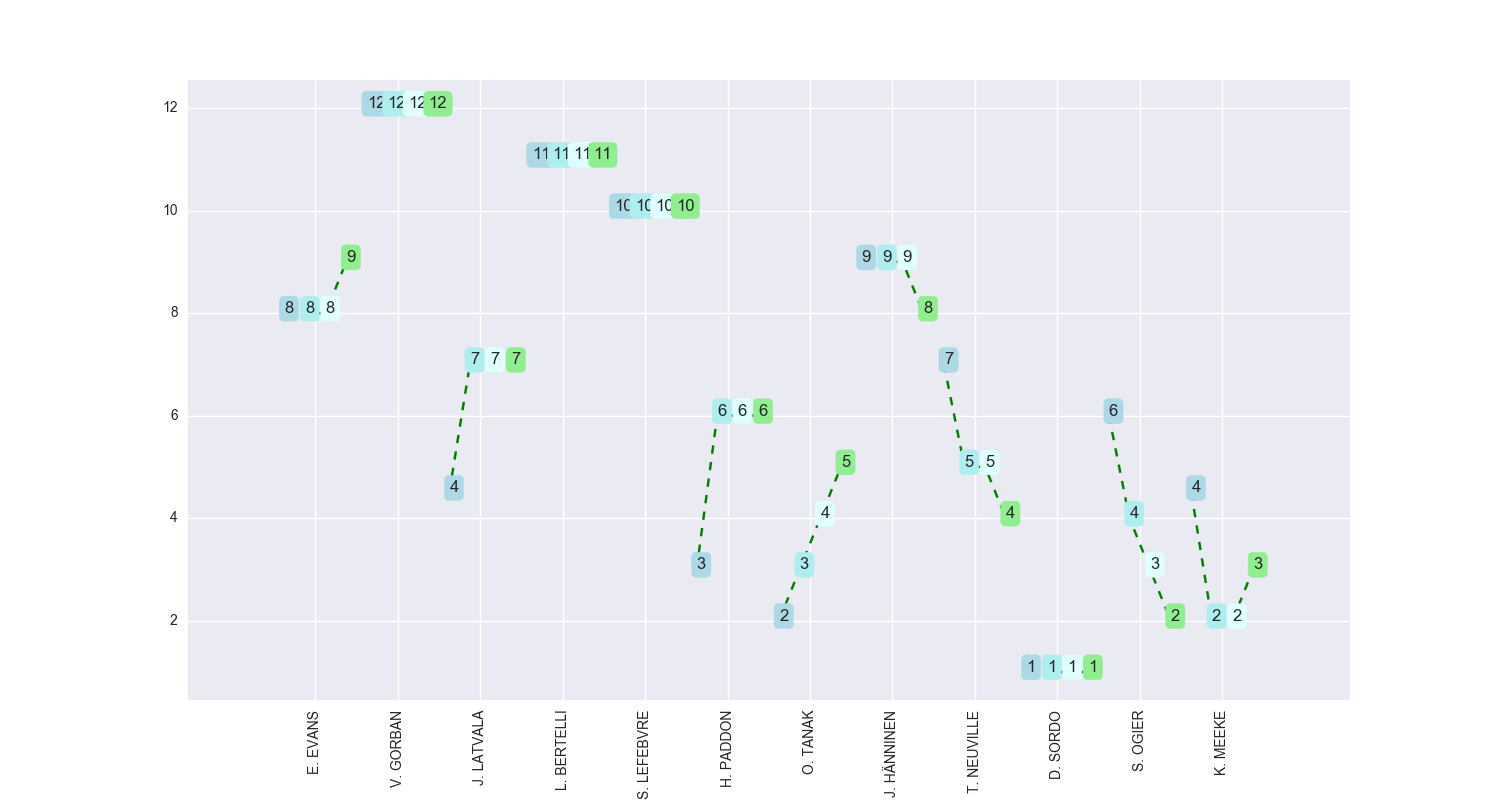 12
10
8
6
4
2
12 12 12 12
11 11 11 11
10 10 10 10
9
9 9 9
8 8 8
8
7 7 7
7
6 6 6
6
5
5 5
4
4
4
4
4
3
3
3
3
2
2
2 2
1 1 1 1
E. EVANS
V. GORBAN
J. LATVALA
L. BERTELLI
S. LEFEBVRE
H. PADDON
O. TANAK
J. HÄNNINEN
T. NEUVILLE
D. SORDO
S. OGIER
K. MEEKE